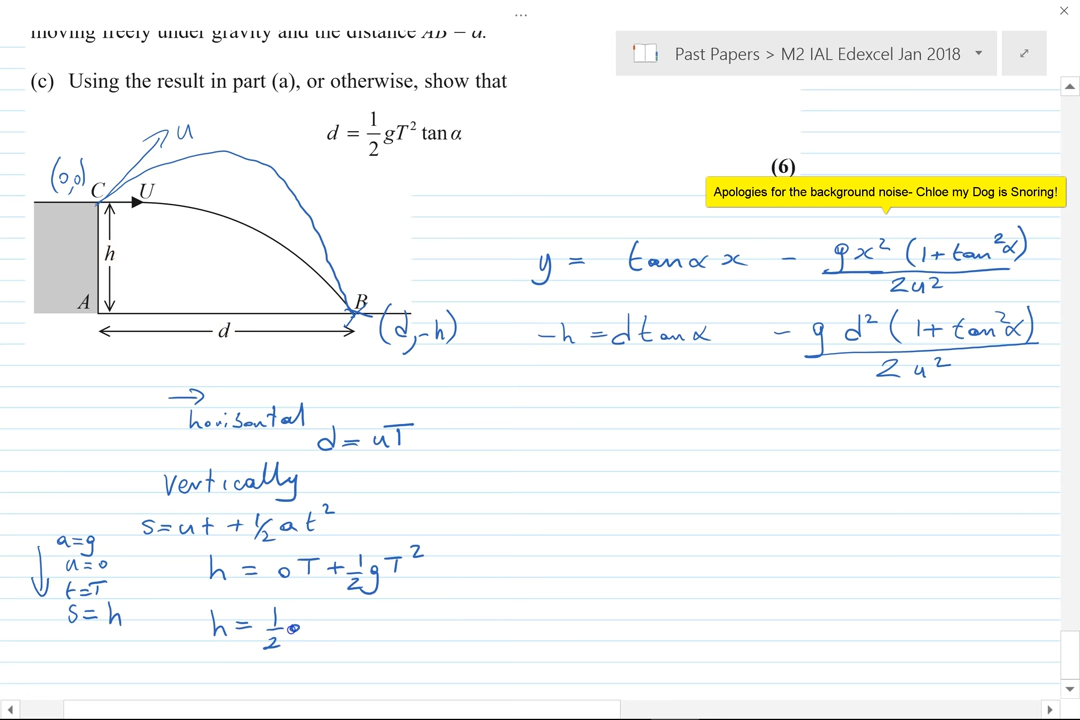 moving freely under gravity and the distance AB = d.
Past Papers > M2 IAL Edexcel Jan 2018
(c) Using the result in part (a), or otherwise, show that
d = 1/2 gT² tan α
(6)
Apologies for the background noise- Chloe my Dog is Snoring!
u
(0,0)
C U
h
A B
d
(d,-h)
y = tanα x - gx² (1+tan²α) / 2u²
-h = d tanα - g d² (1+tan²α) / 2u²
→
horisontal
d = uT
Vertically
s=ut + 1/2 at²
a=g
u=0
t=T
s=h
h = 0T + 1/2 gT²
h = 1/2